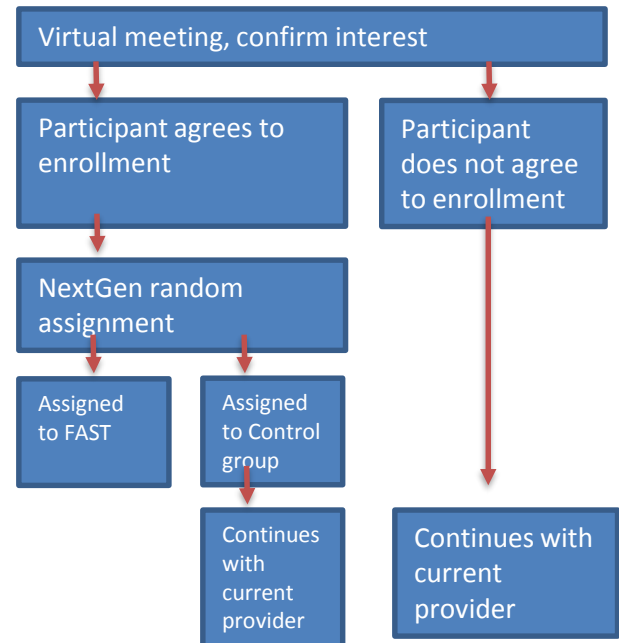 Virtual meeting, confirm interest
Participant agrees to
enrollment
Participant
does not agree
to enrollment
NextGen random
assignment
Assigned
to FAST
Assigned
to Control
group
Continues
with
current
provider
Continues with
current
provider